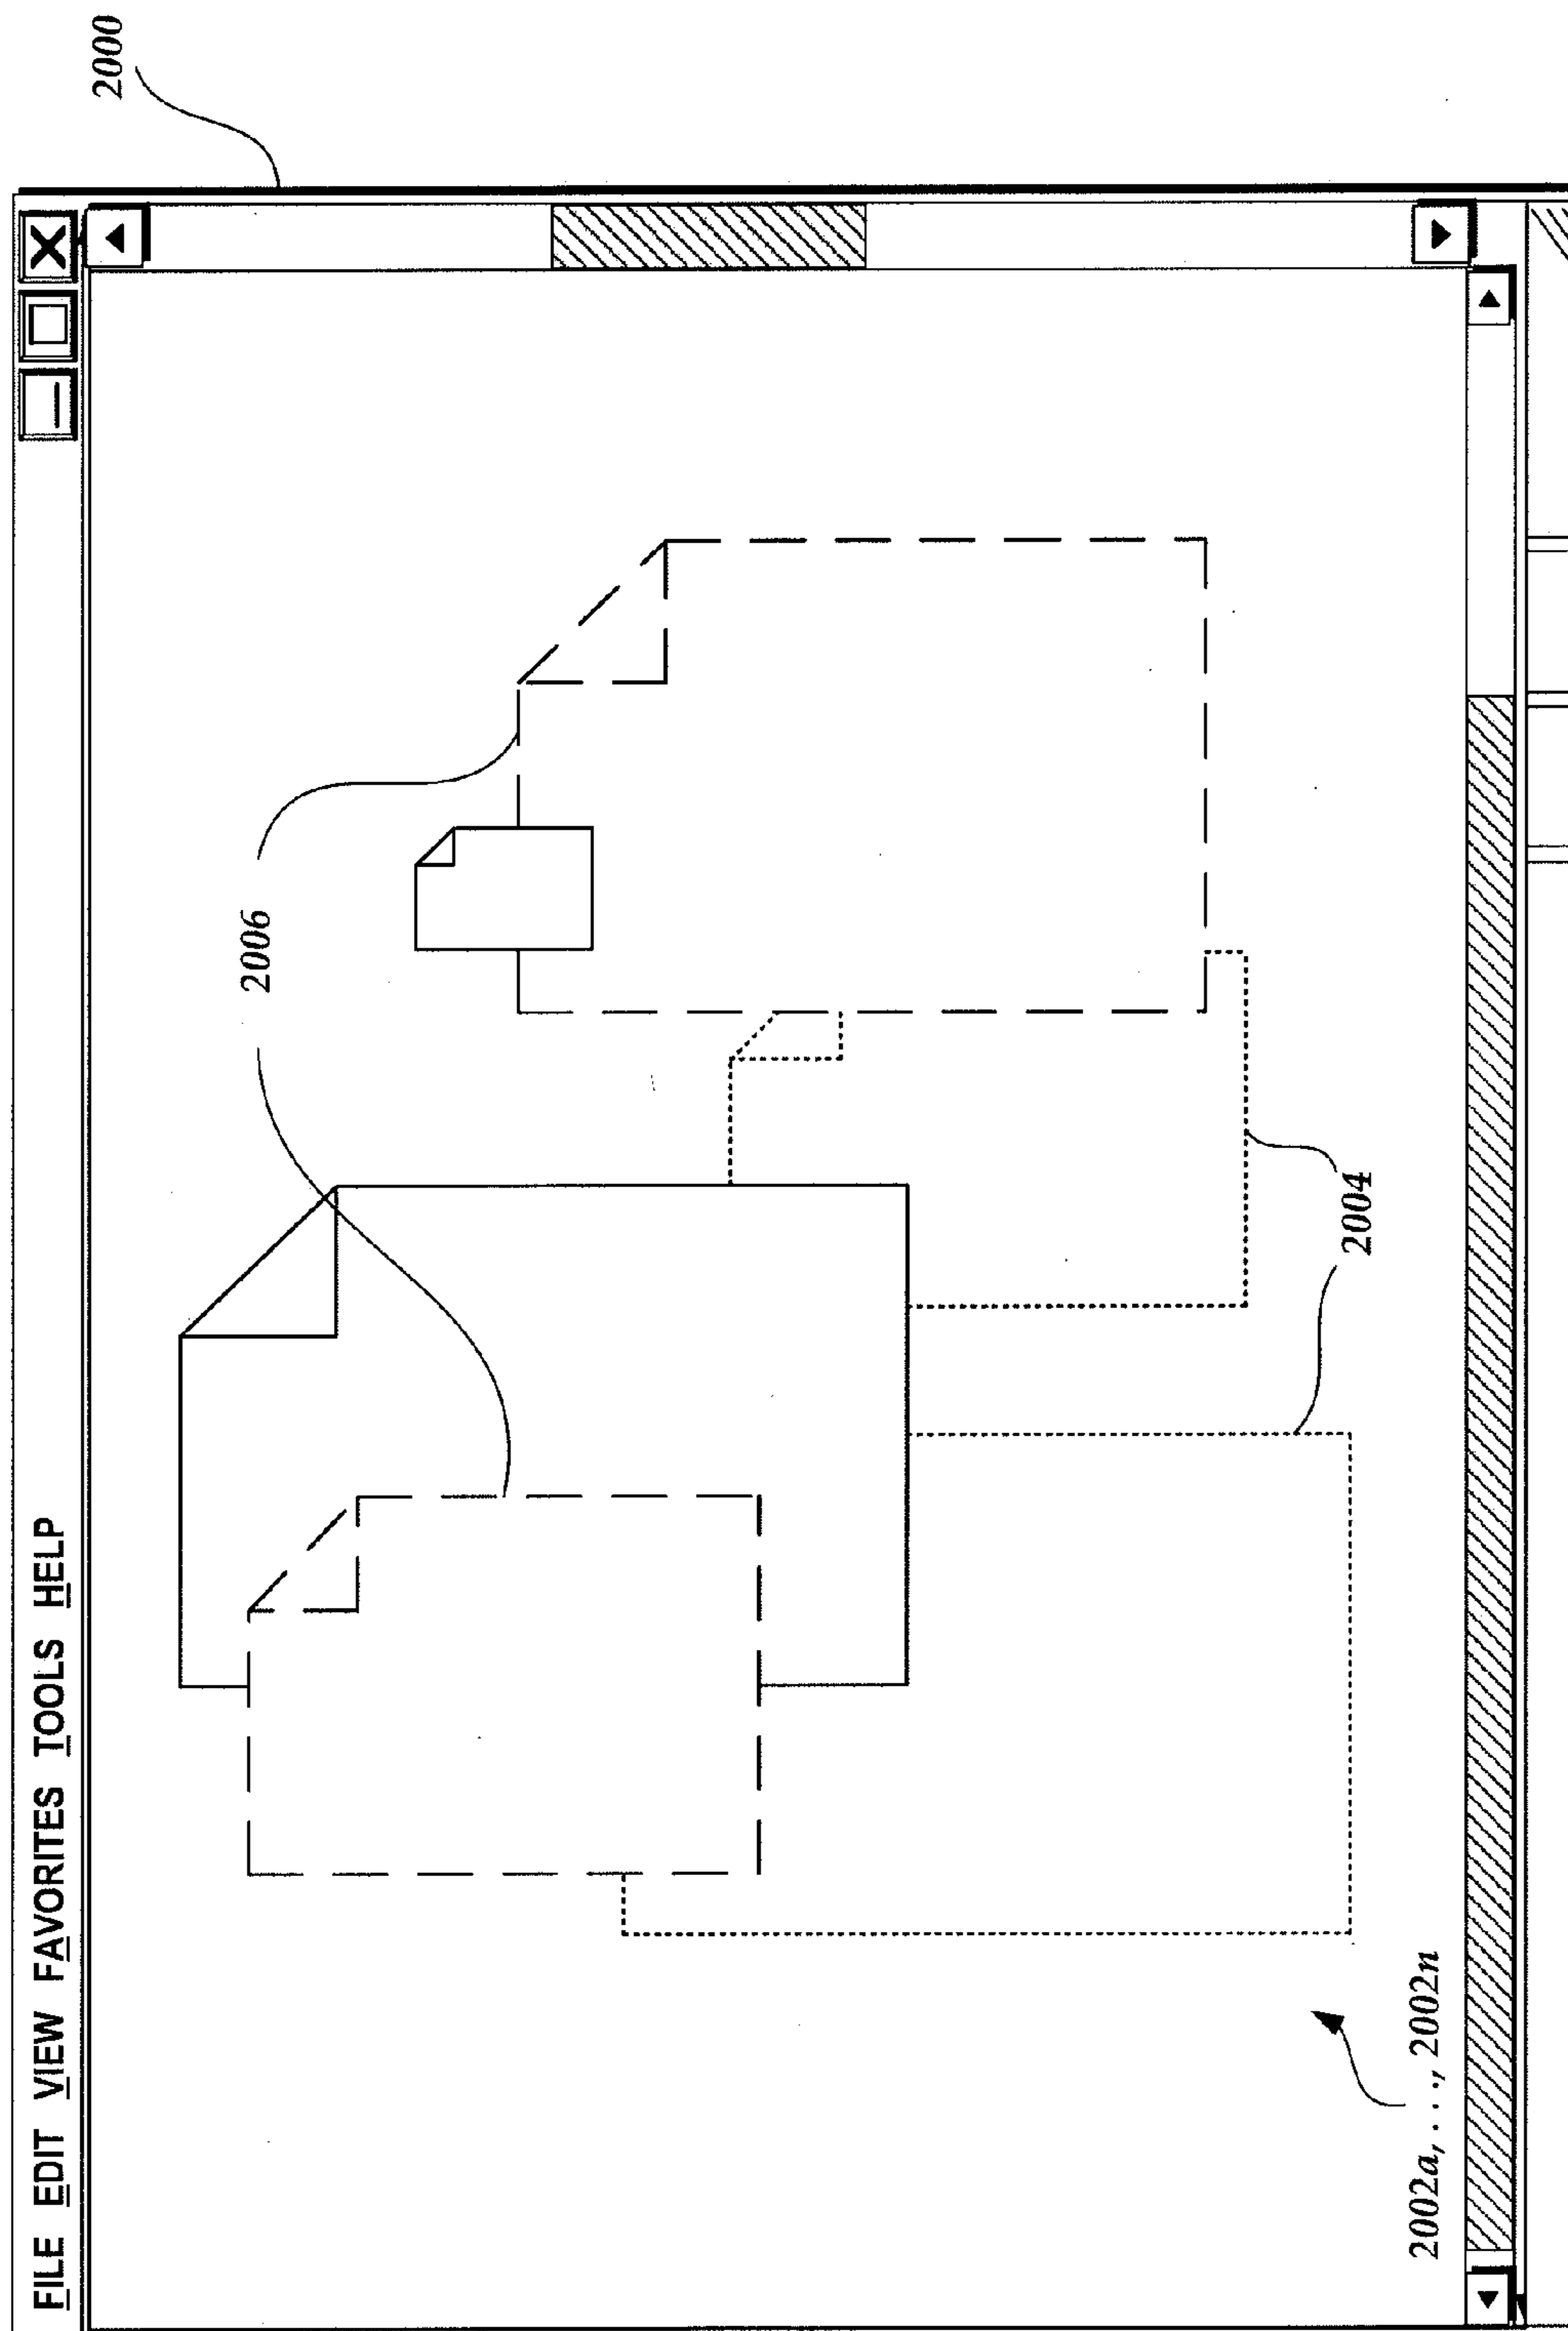 2000
FILE EDIT VIEW FAVORITES TOOLS HELP
2006
2004
2002a, . . ., 2002n